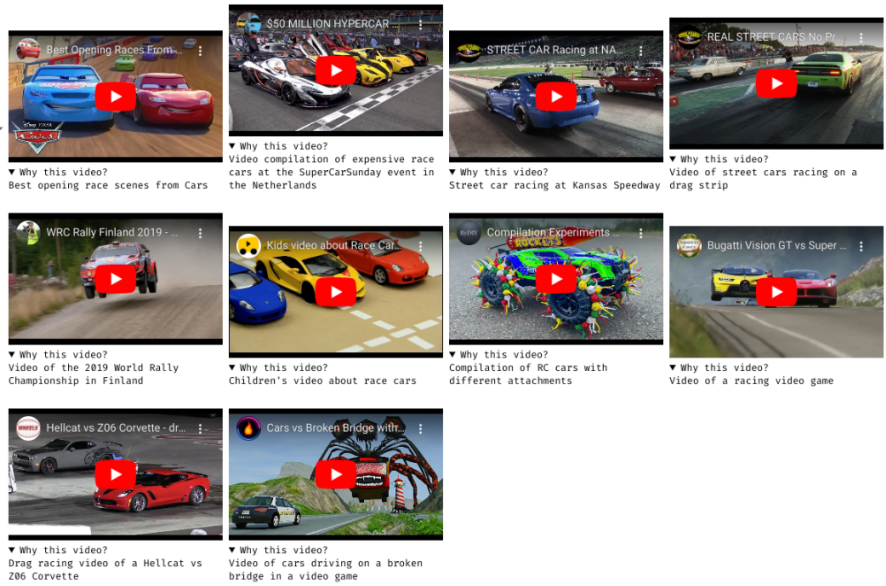 Best Opening Races From ...
Disney PIXAR
CARS
▼ Why this video?
Best opening race scenes from Cars
$50 MILLION HYPERCAR ...
▼ Why this video?
Video compilation of expensive race
cars at the SuperCarSunday event in
the Netherlands
STREET CAR Racing at NA...
▼ Why this video?
Street car racing at Kansas Speedway
REAL STREET CARS No Pr...
▼ Why this video?
Video of street cars racing on a
drag strip
WRC Rally Finland 2019 - ...
▼ Why this video?
Video of the 2019 World Rally
Championship in Finland
Kids video about Race Car...
▼ Why this video?
Children's video about race cars
Compilation Experiments ...
ROCKETS
▼ Why this video?
Compilation of RC cars with
different attachments
Bugatti Vision GT vs Super ...
▼ Why this video?
Video of a racing video game
WHEELS
Hellcat vs Z06 Corvette - dr...
▼ Why this video?
Drag racing video of a Hellcat vs
Z06 Corvette
Cars vs Broken Bridge with...
▼ Why this video?
Video of cars driving on a broken
bridge in a video game